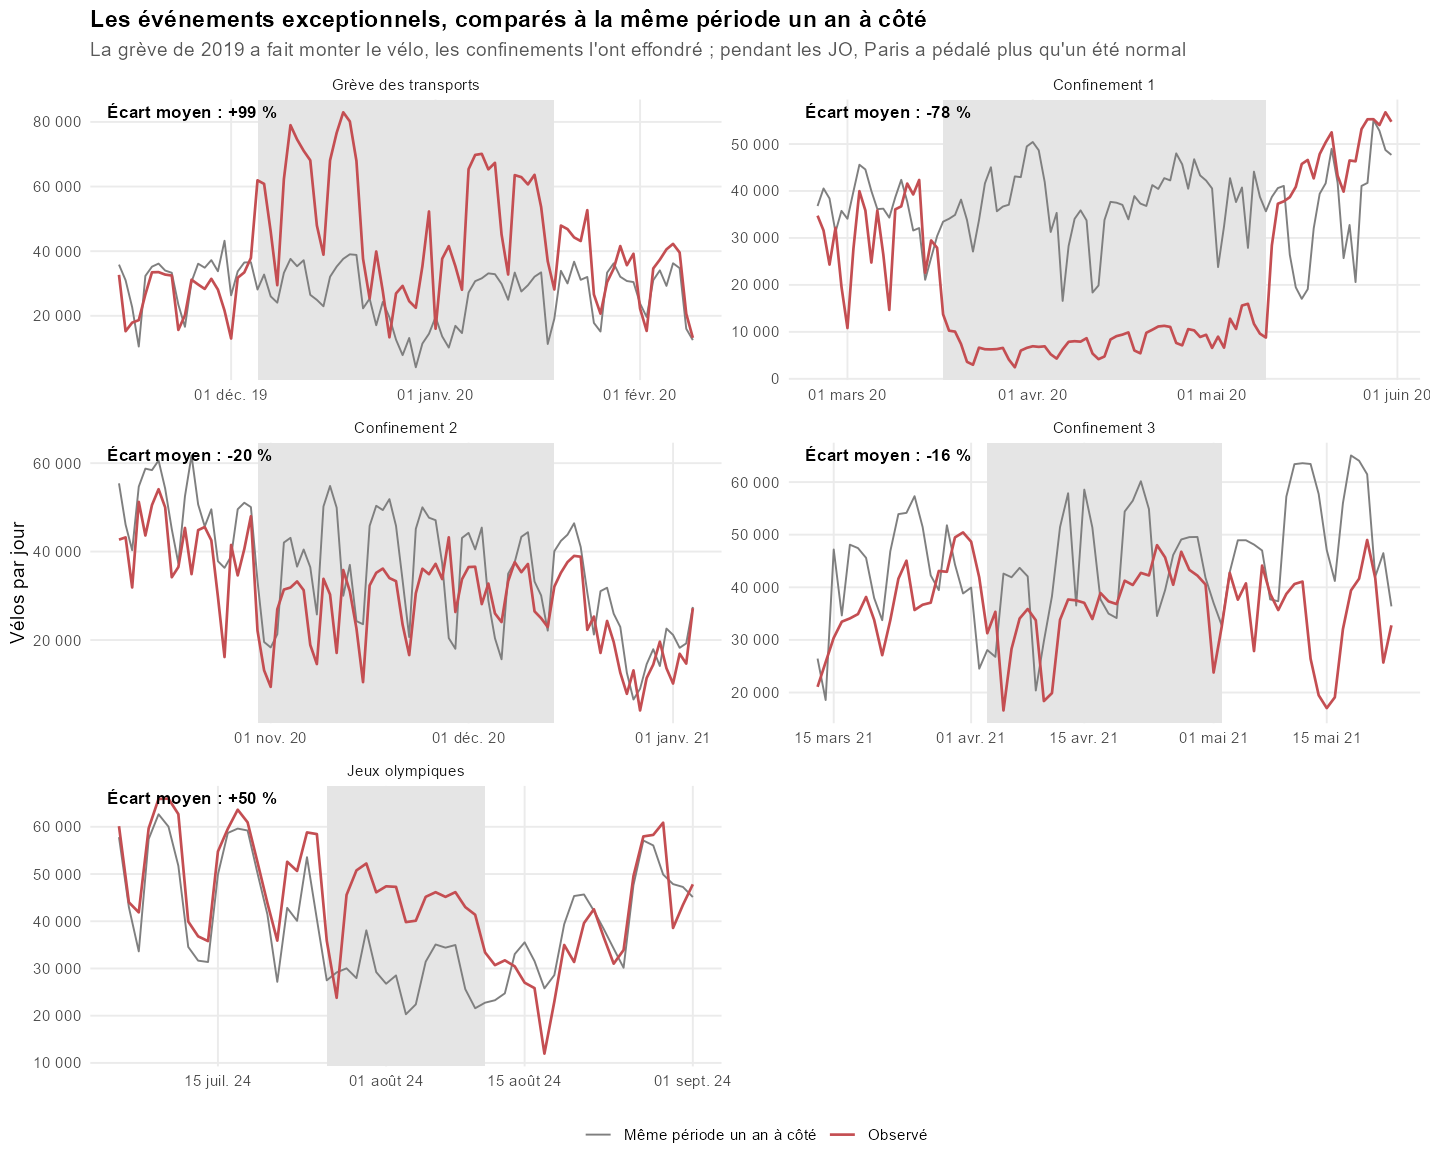 Les événements exceptionnels, comparés à la même période un an à côté
La grève de 2019 a fait monter le vélo, les confinements l'ont effondré ; pendant les JO, Paris a pédalé plus qu'un été normal
Vélos par jour
Grève des transports
Écart moyen : +99 %
80 000
60 000
40 000
20 000
01 déc. 19
01 janv. 20
01 févr. 20
Confinement 1
Écart moyen : -78 %
50 000
40 000
30 000
20 000
10 000
0
01 mars 20
01 avr. 20
01 mai 20
01 juin 20
Confinement 2
Écart moyen : -20 %
60 000
40 000
20 000
01 nov. 20
01 déc. 20
01 janv. 21
Confinement 3
Écart moyen : -16 %
60 000
50 000
40 000
30 000
20 000
15 mars 21
01 avr. 21
15 avr. 21
01 mai 21
15 mai 21
Jeux olympiques
Écart moyen : +50 %
60 000
50 000
40 000
30 000
20 000
10 000
15 juil. 24
01 août 24
15 août 24
01 sept. 24
Même période un an à côté
Observé